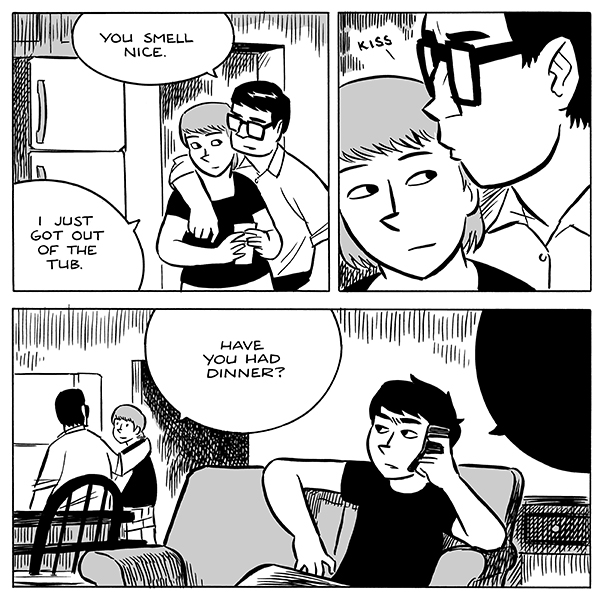 YOU SMELL
NICE.
I JUST
GOT OUT
OF THE
TUB.
KISS
HAVE
YOU HAD
DINNER?